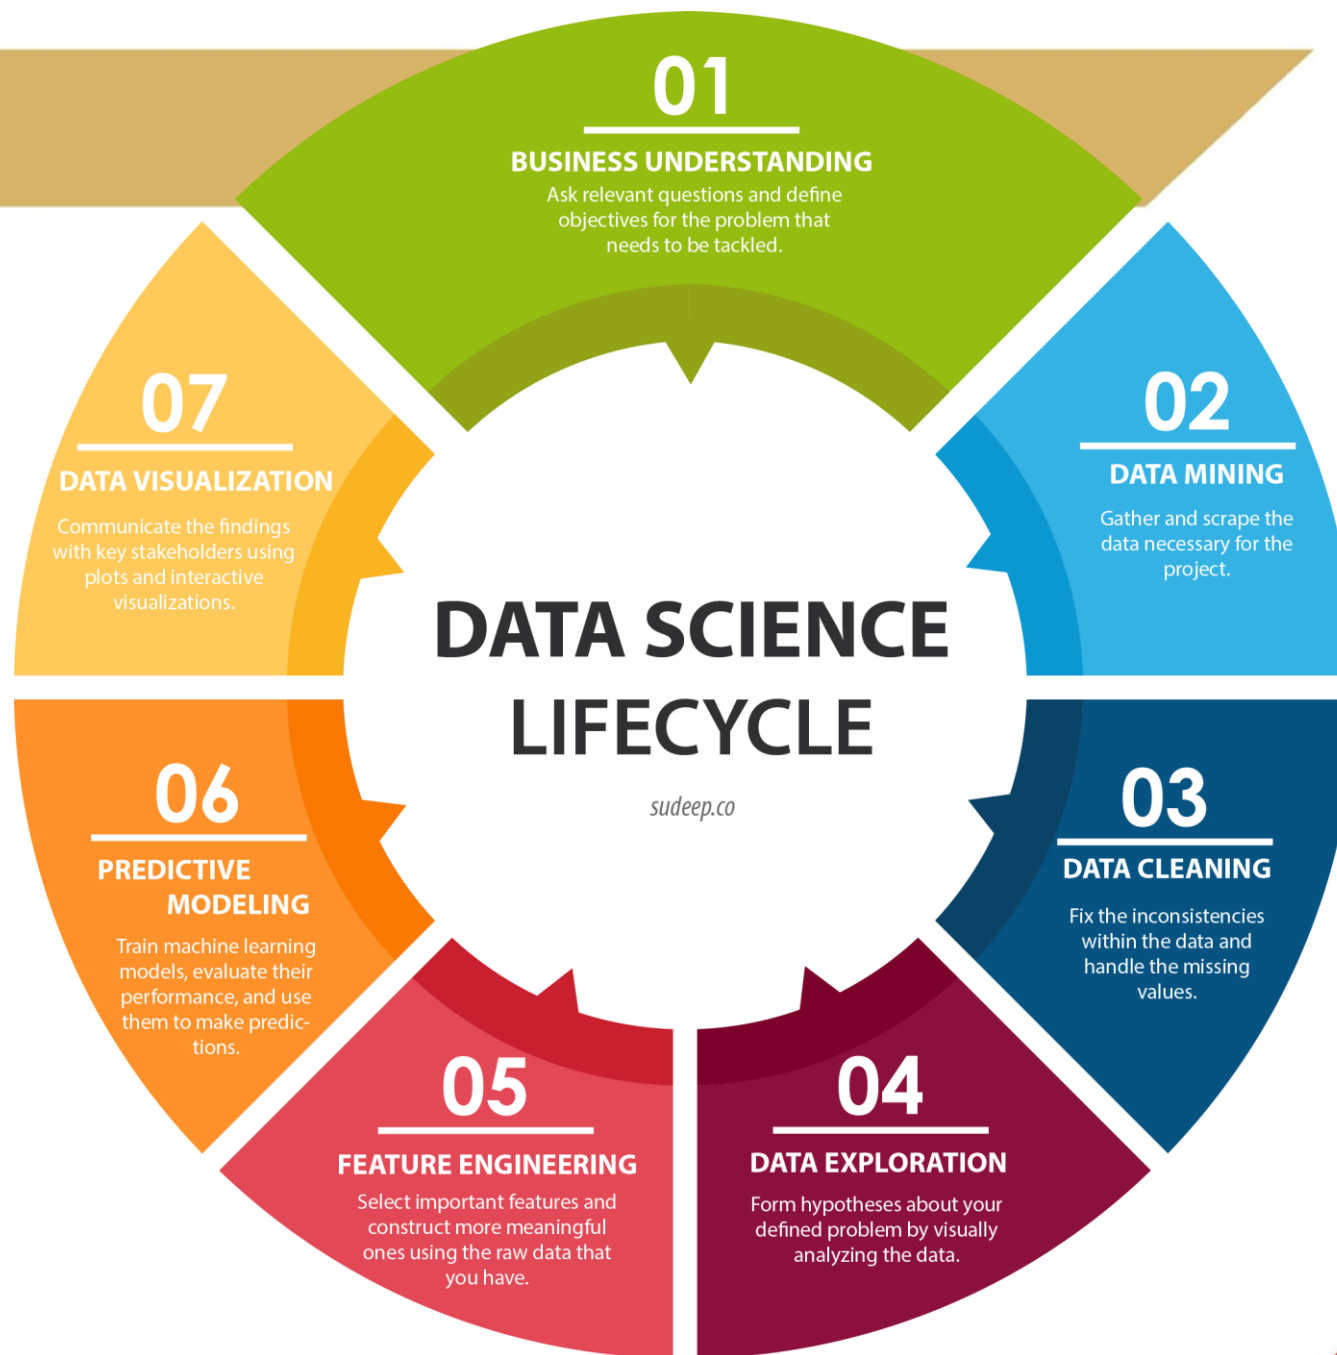 01
BUSINESS UNDERSTANDING
Ask relevant questions and define
objectives for the problem that
needs to be tackled.
02
DATA MINING
Gather and scrape the
data necessary for the
project.
03
DATA CLEANING
Fix the inconsistencies
within the data and
handle the missing
values.
04
DATA EXPLORATION
Form hypotheses about your
defined problem by visually
analyzing the data.
05
FEATURE ENGINEERING
Select important features and
construct more meaningful
ones using the raw data that
you have.
06
PREDICTIVE
MODELING
Train machine learning
models, evaluate their
performance, and use
them to make predic-
tions.
07
DATA VISUALIZATION
Communicate the findings
with key stakeholders using
plots and interactive
visualizations.
DATA SCIENCE
LIFECYCLE
sudeep.co